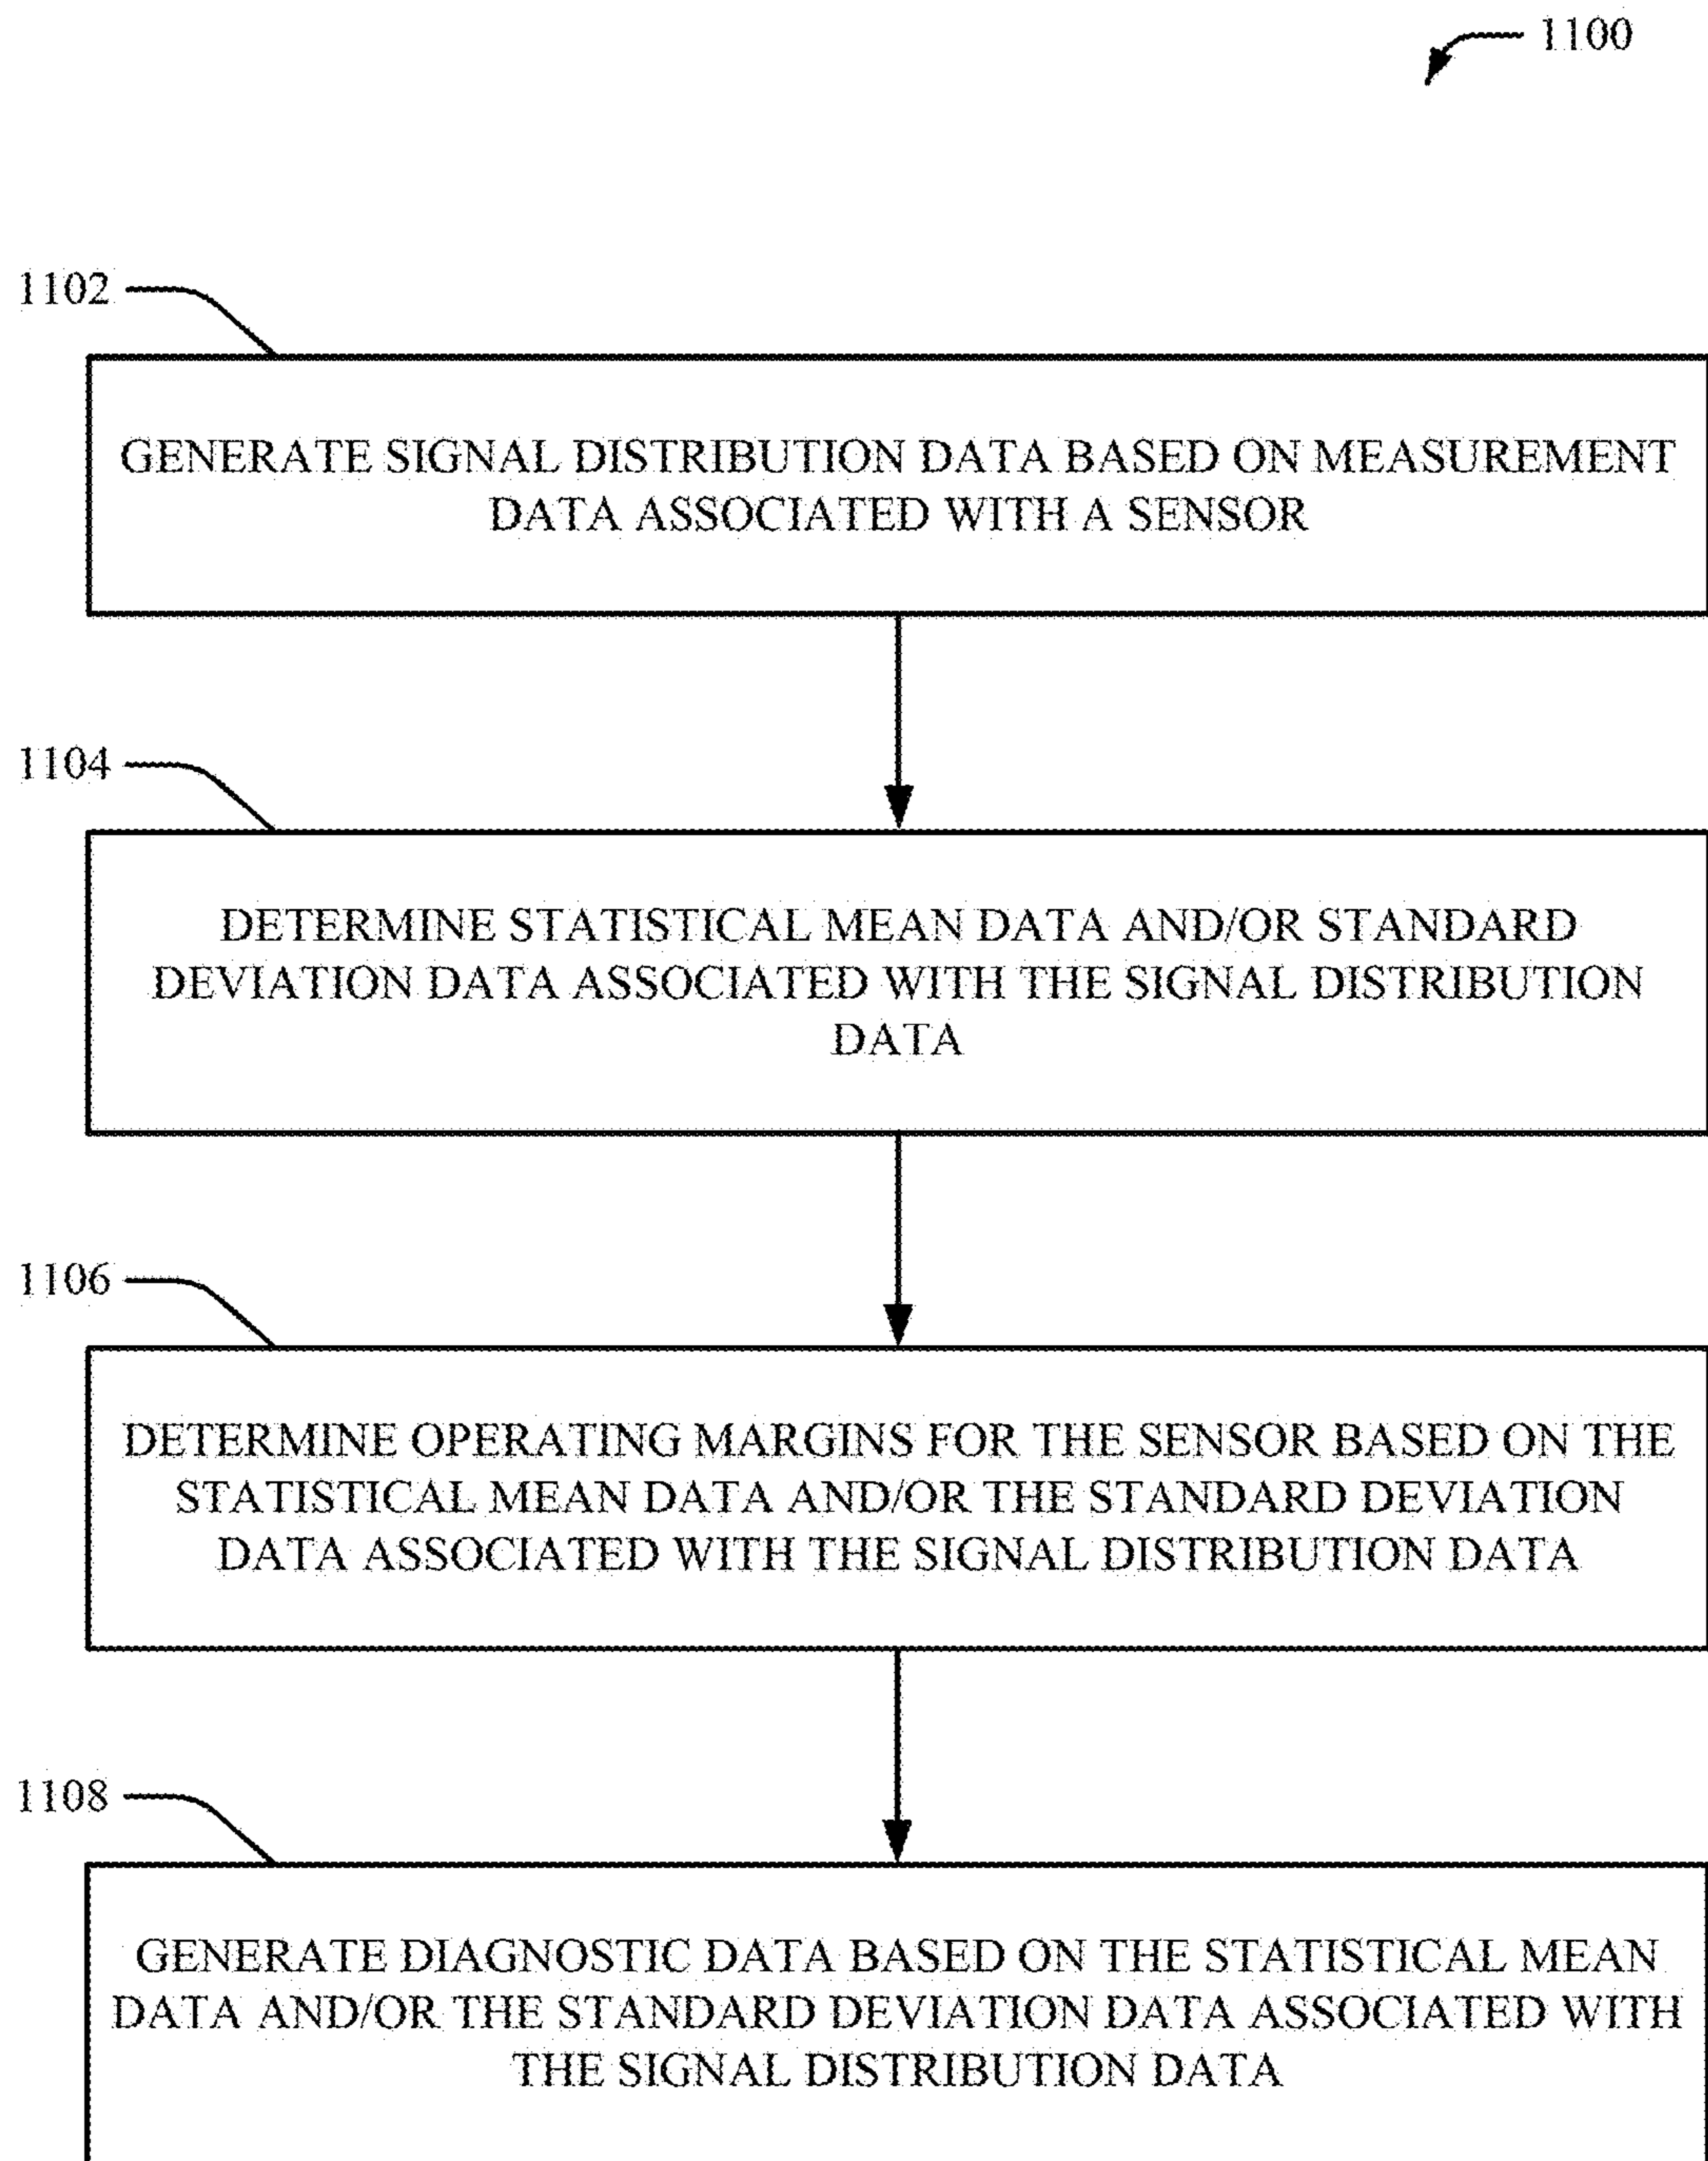 1100
1102
GENERATE SIGNAL DISTRIBUTION DATA BASED ON MEASUREMENT
DATA ASSOCIATED WITH A SENSOR
1104
DETERMINE STATISTICAL MEAN DATA AND/OR STANDARD
DEVIATION DATA ASSOCIATED WITH THE SIGNAL DISTRIBUTION
DATA
1106
DETERMINE OPERATING MARGINS FOR THE SENSOR BASED ON THE
STATISTICAL MEAN DATA AND/OR THE STANDARD DEVIATION
DATA ASSOCIATED WITH THE SIGNAL DISTRIBUTION DATA
1108
GENERATE DIAGNOSTIC DATA BASED ON THE STATISTICAL MEAN
DATA AND/OR THE STANDARD DEVIATION DATA ASSOCIATED WITH
THE SIGNAL DISTRIBUTION DATA